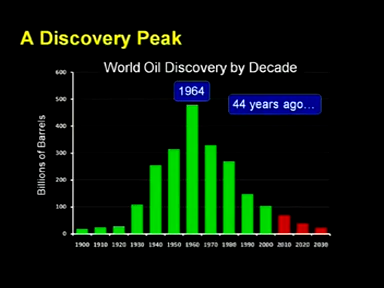 A Discovery Peak
World Oil Discovery by Decade
1964
44 years ago...
Billions of Barrels
600
500
400
300
200
100
0
1900 1910 1920 1930 1940 1950 1960 1970 1980 1990 2000 2010 2020 2030